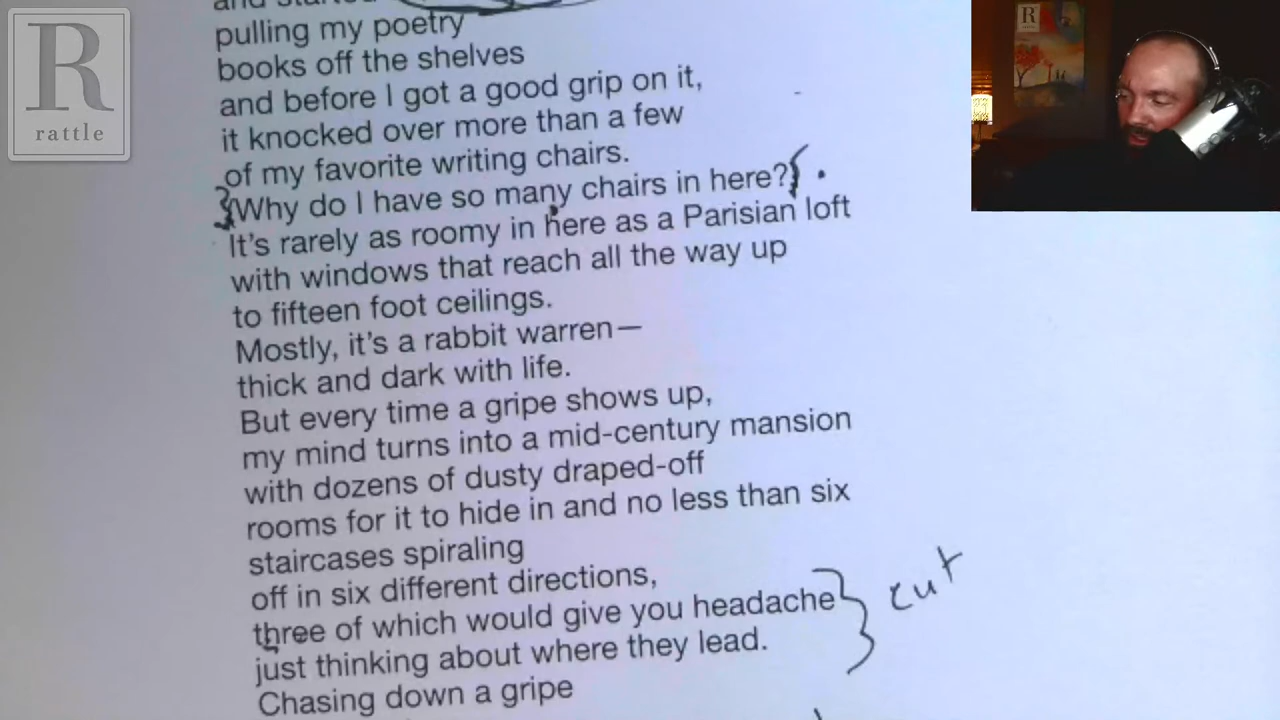 R
rattle
and started
pulling my poetry
books off the shelves
and before I got a good grip on it,
it knocked over more than a few
of my favorite writing chairs.
Why do I have so many chairs in here?
It's rarely as roomy in here as a Parisian loft
with windows that reach all the way up
to fifteen foot ceilings.
Mostly, it's a rabbit warren—
thick and dark with life.
But every time a gripe shows up,
my mind turns into a mid-century mansion
with dozens of dusty draped-off
rooms for it to hide in and no less than six
staircases spiraling
off in six different directions,
three of which would give you headache
just thinking about where they lead.
cut
Chasing down a gripe
R